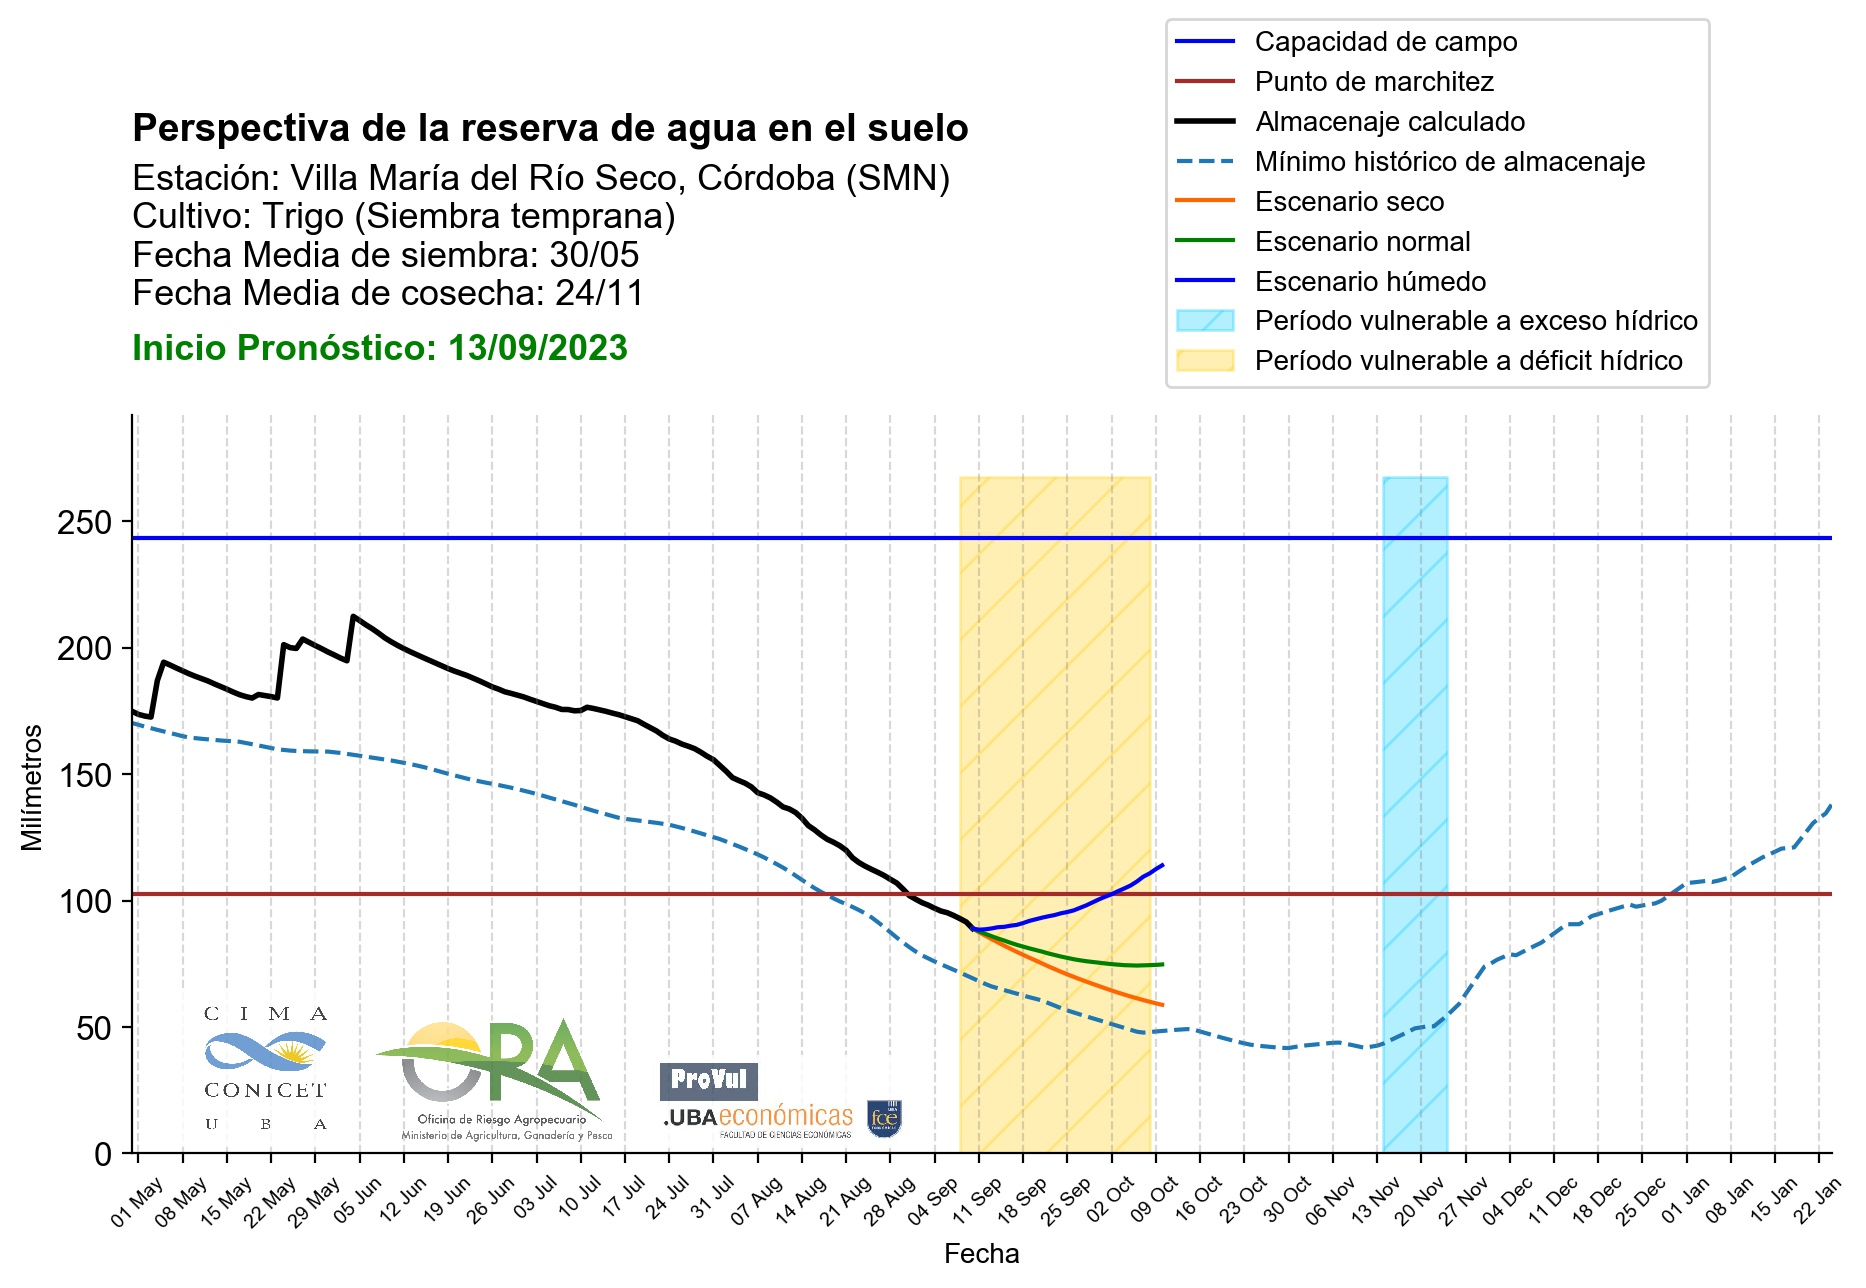 Capacidad de campo
Punto de marchitez
Almacenaje calculado
Mínimo histórico de almacenaje
Escenario seco
Escenario normal
Escenario húmedo
Período vulnerable a exceso hídrico
Período vulnerable a déficit hídrico
Perspectiva de la reserva de agua en el suelo
Estación: Villa María del Río Seco, Córdoba (SMN)
Cultivo: Trigo (Siembra temprana)
Fecha Media de siembra: 30/05
Fecha Media de cosecha: 24/11
Inicio Pronóstico: 13/09/2023
Milímetros
250
200
150
100
50
0
C I M A
CONICET
U B A
ORA
Oficina de Riesgo Agropecuario
Ministerio de Agricultura, Ganadería y Pesca
ProVul
.UBAeconómicas
FACULTAD DE CIENCIAS ECONÓMICAS
fce
01 May 08 May 15 May 22 May 29 May 05 Jun 12 Jun 19 Jun 26 Jun 03 Jul 10 Jul 17 Jul 24 Jul 31 Jul 07 Aug 14 Aug 21 Aug 28 Aug 04 Sep 11 Sep 18 Sep 25 Sep 02 Oct 09 Oct 16 Oct 23 Oct 30 Oct 06 Nov 13 Nov 20 Nov 27 Nov 04 Dec 11 Dec 18 Dec 25 Dec 01 Jan 08 Jan 15 Jan 22 Jan
Fecha